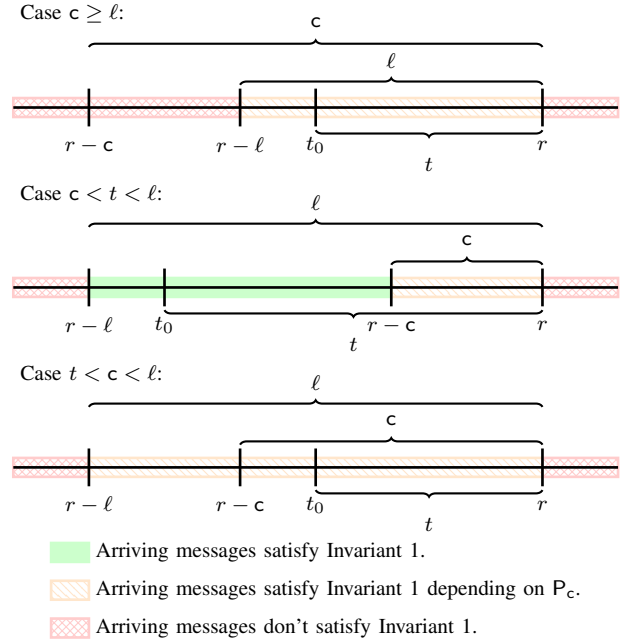 Case c ≥ ℓ:
c
ℓ
r − c
r − ℓ
t₀
r
t
Case c < t < ℓ:
ℓ
c
r − ℓ
t₀
r − c
r
t
Case t < c < ℓ:
ℓ
c
r − ℓ
r − c
t₀
r
t
Arriving messages satisfy Invariant 1.
Arriving messages satisfy Invariant 1 depending on P_c.
Arriving messages don't satisfy Invariant 1.